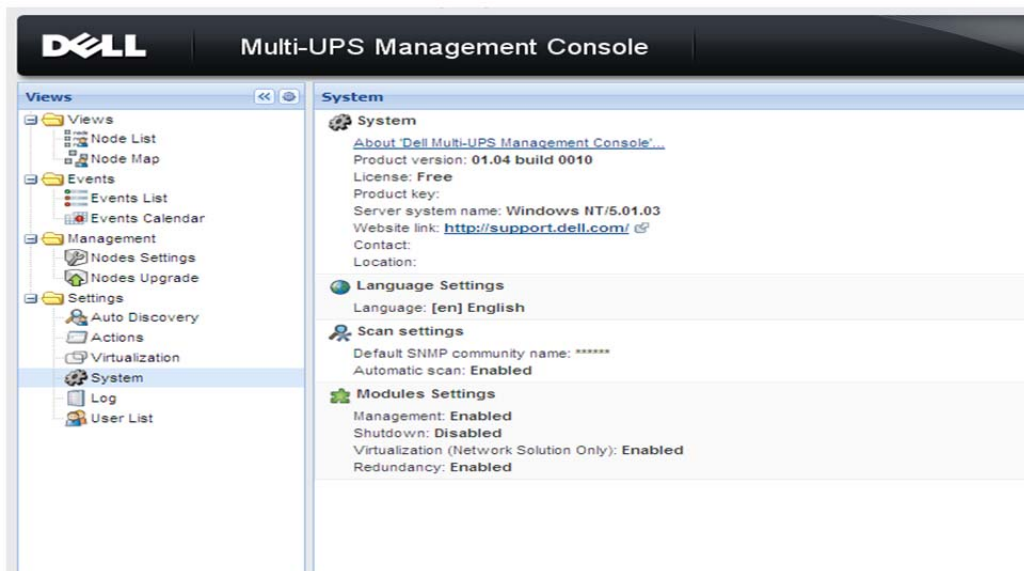 DELL
Multi-UPS Management Console
Views
Views
Node List
Node Map
Events
Events List
Events Calendar
Management
Nodes Settings
Nodes Upgrade
Settings
Auto Discovery
Actions
Virtualization
System
Log
User List
System
System
About 'Dell Multi-UPS Management Console'...
Product version: 01.04 build 0010
License: Free
Product key:
Server system name: Windows NT/5.01.03
Website link: http://support.dell.com/
Contact:
Location:
Language Settings
Language: [en] English
Scan settings
Default SNMP community name: ******
Automatic scan: Enabled
Modules Settings
Management: Enabled
Shutdown: Disabled
Virtualization (Network Solution Only): Enabled
Redundancy: Enabled